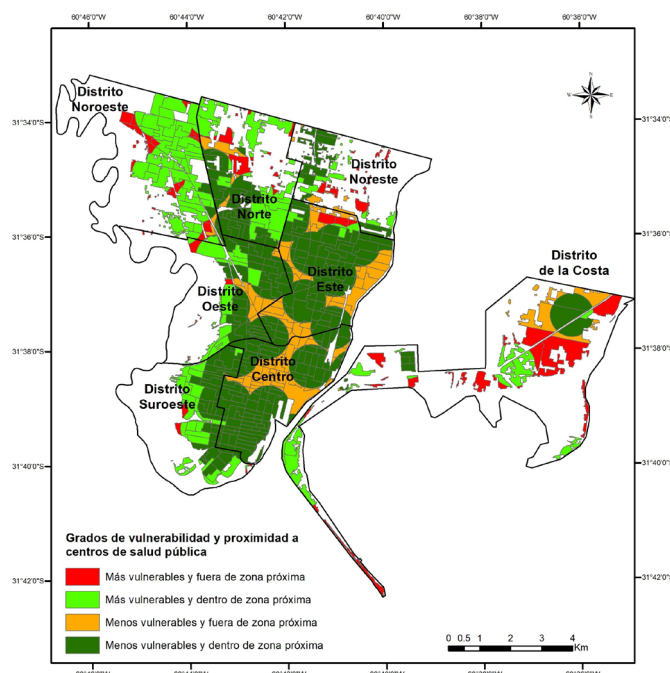 60°46'0"W 60°44'0"W 60°42'0"W 60°40'0"W 60°38'0"W 60°36'0"W
N
W E
S
31°34'0"S 31°34'0"S
31°36'0"S 31°36'0"S
31°38'0"S 31°38'0"S
31°40'0"S 31°40'0"S
31°42'0"S 31°42'0"S
Distrito
Noroeste
Distrito
Noreste
Distrito
Norte
Distrito
Este
Distrito
de la Costa
Distrito
Oeste
Distrito
Centro
Distrito
Suroeste
Grados de vulnerabilidad y proximidad a
centros de salud pública
Más vulnerables y fuera de zona próxima
Más vulnerables y dentro de zona próxima
Menos vulnerables y fuera de zona próxima
Menos vulnerables y dentro de zona próxima
0 0.5 1 2 3 4
Km